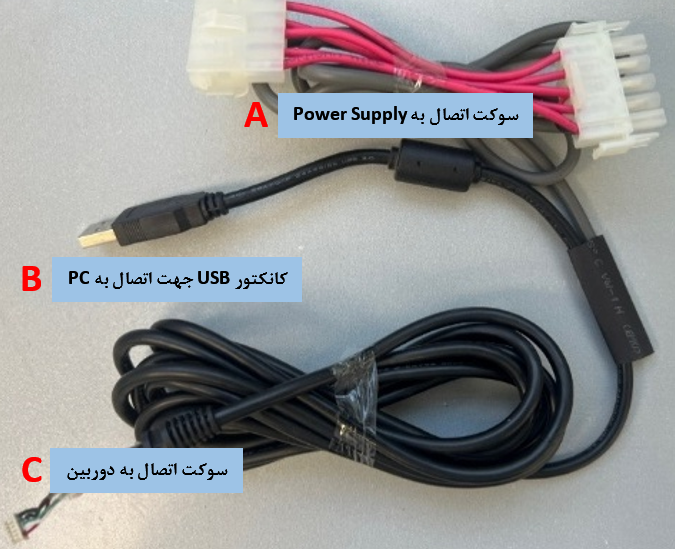 A
سوکت اتصال به Power Supply
B
کانکتور USB جهت اتصال به PC
C
سوکت اتصال به دوربین